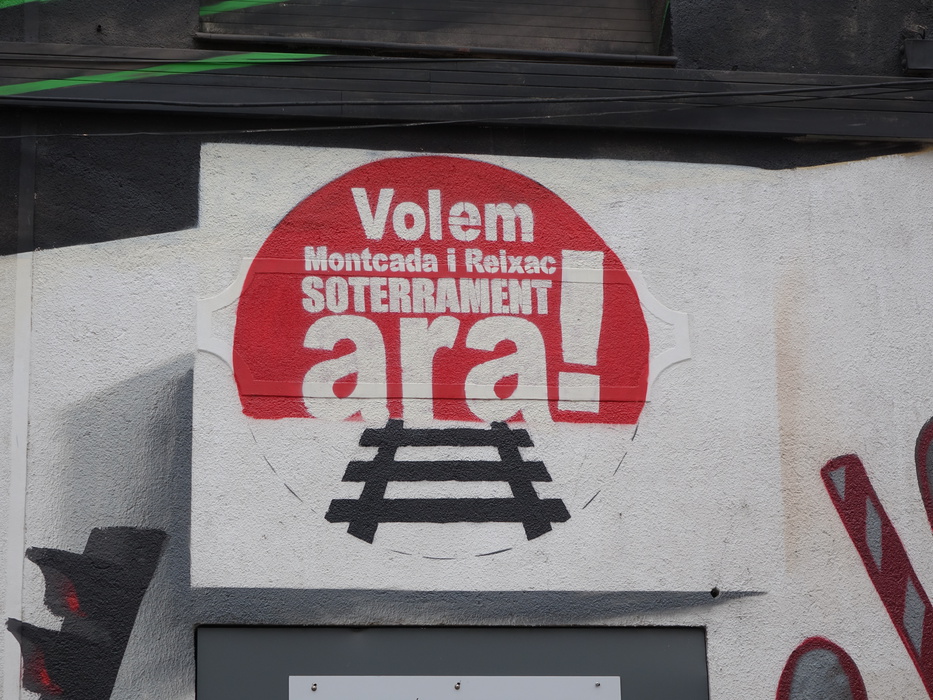 Volem
Montcada i Reixac
SOTERRAMENT
ara!